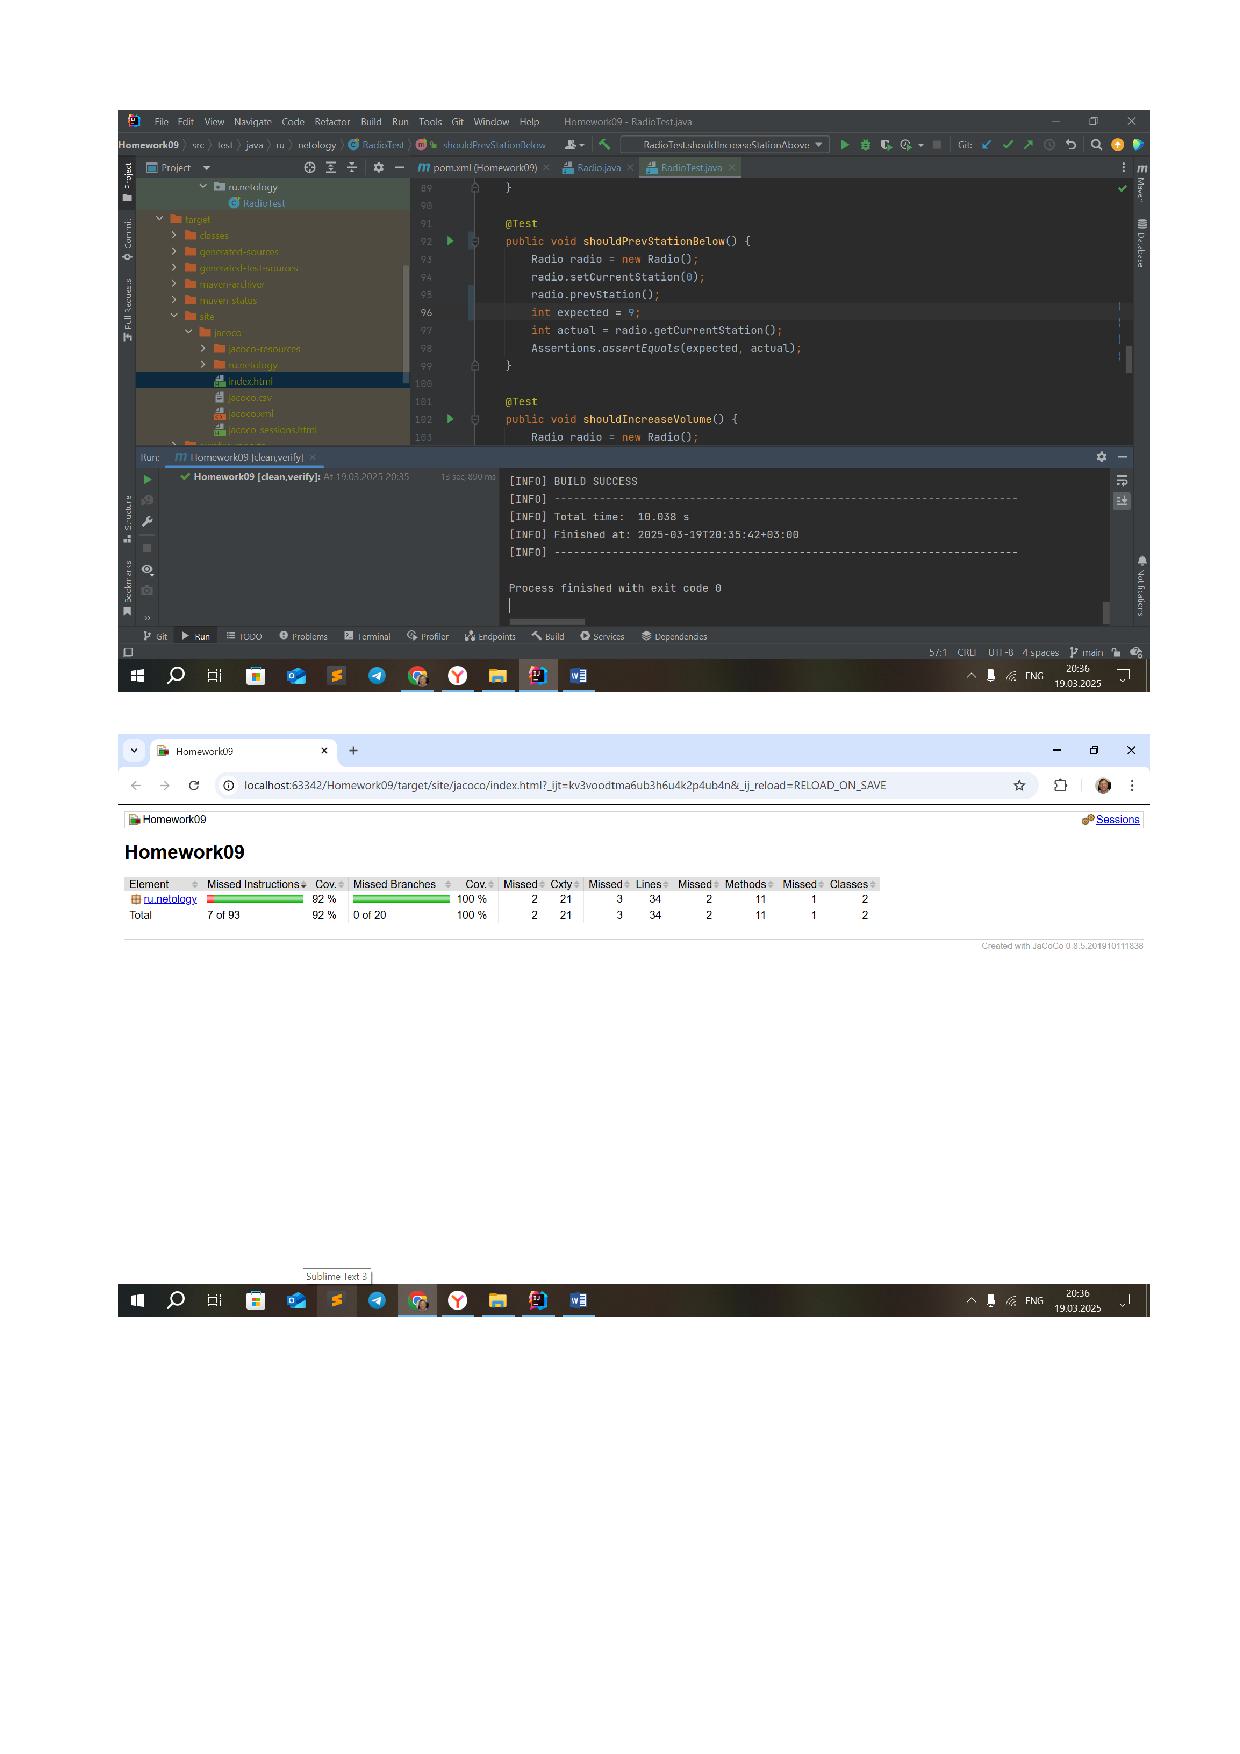 File Edit View Navigate Code Refactor Build Run Tools Git Window Help Homework09 - RadioTest.java
Homework09 src test java ru netology RadioTest shouldPrevStationBelow RadioTest.shouldIncreaseStationAbove Git:
Project pom.xml (Homework09) Radio.java RadioTest.java
ru.netology
RadioTest
target
classes
generated-sources
generated-test-sources
maven-archiver
maven-status
site
jacoco
jacoco-resources
ru.netology
index.html
jacoco.csv
jacoco.xml
jacoco-sessions.html
Project
Commit
Pull Requests
Structure
Bookmarks
89 }
90
91 @Test
92 public void shouldPrevStationBelow() {
93 Radio radio = new Radio();
94 radio.setCurrentStation(0);
95 radio.prevStation();
96 int expected = 9;
97 int actual = radio.getCurrentStation();
98 Assertions.assertEquals(expected, actual);
99 }
100
101 @Test
102 public void shouldIncreaseVolume() {
103 Radio radio = new Radio();
Maven
Database
Notifications
Run: Homework09 [clean,verify]
Homework09 [clean,verify]: At 19.03.2025 20:35 13 sec, 890 ms
[INFO] BUILD SUCCESS
[INFO] ------------------------------------------------------------------------
[INFO] Total time:  10.038 s
[INFO] Finished at: 2025-03-19T20:35:42+03:00
[INFO] ------------------------------------------------------------------------
Process finished with exit code 0
Git Run TODO Problems Terminal Profiler Endpoints Build Services Dependencies
57:1 CRLF UTF-8 4 spaces main
ENG 20:36
19.03.2025
Homework09
localhost:63342/Homework09/target/site/jacoco/index.html?_ijt=kv3voodtma6ub3h6u4k2p4ub4n&_ij_reload=RELOAD_ON_SAVE
Homework09 Sessions
Homework09
Element Missed Instructions Cov. Missed Branches Cov. Missed Cxty Missed Lines Missed Methods Missed Classes
ru.netology 92 % 100 % 2 21 3 34 2 11 1 2
Total 7 of 93 92 % 0 of 20 100 % 2 21 3 34 2 11 1 2
Created with JaCoCo 0.8.5.201910111838
Sublime Text 3
ENG 20:36
19.03.2025